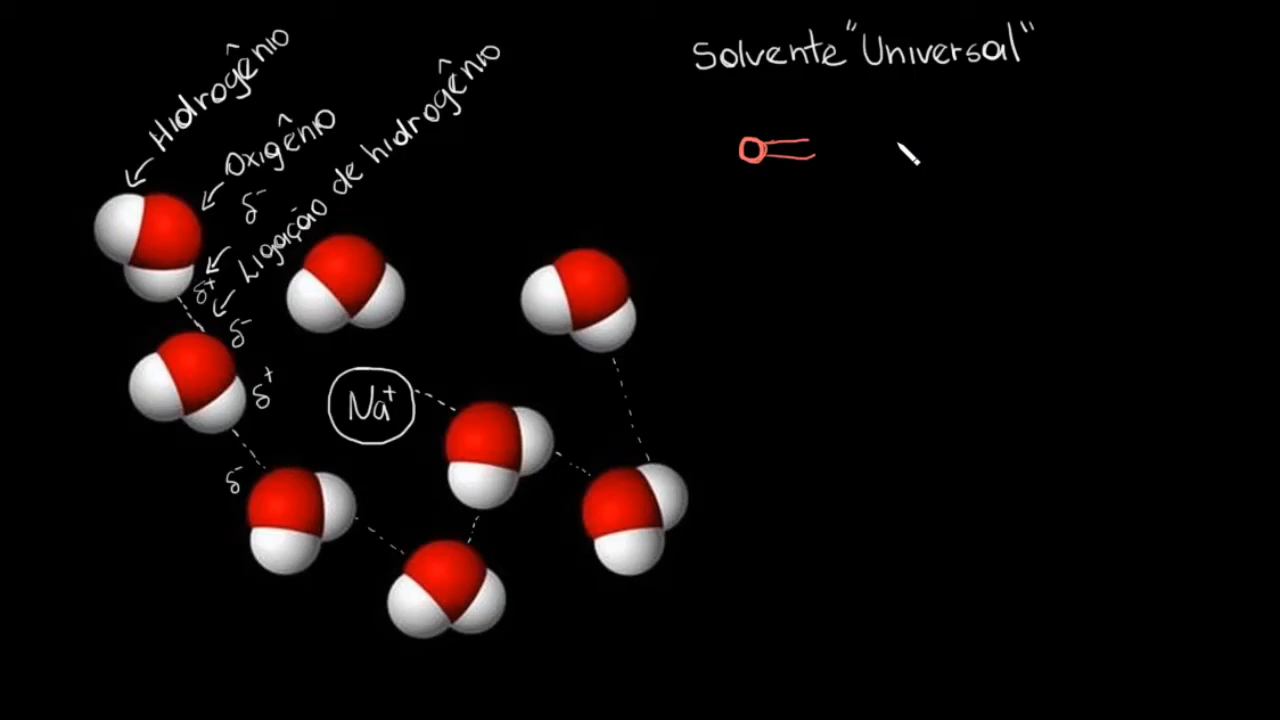 Solvente "Universal"
Hidrogênio
Oxigênio
δ⁻
Ligação de hidrogênio
δ⁺
δ⁻
δ⁺
Na⁺
δ⁻